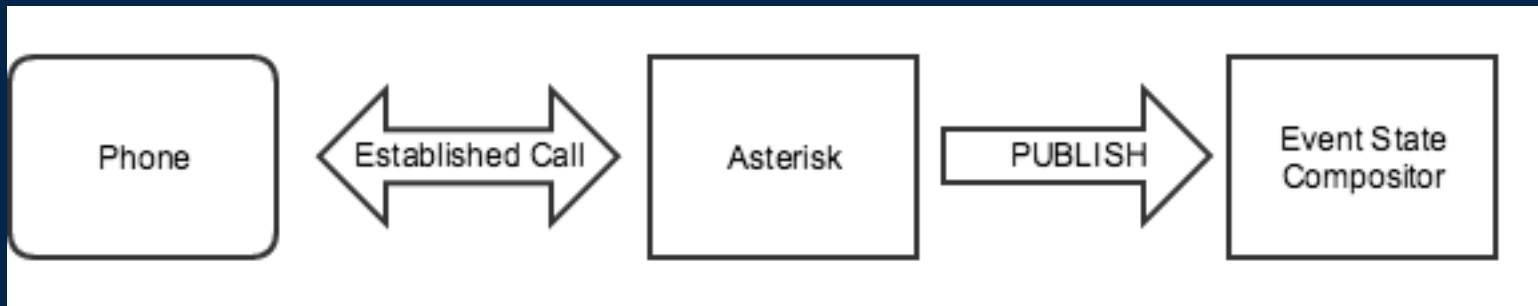 Phone
Established Call
Asterisk
PUBLISH
Event State
Compositor